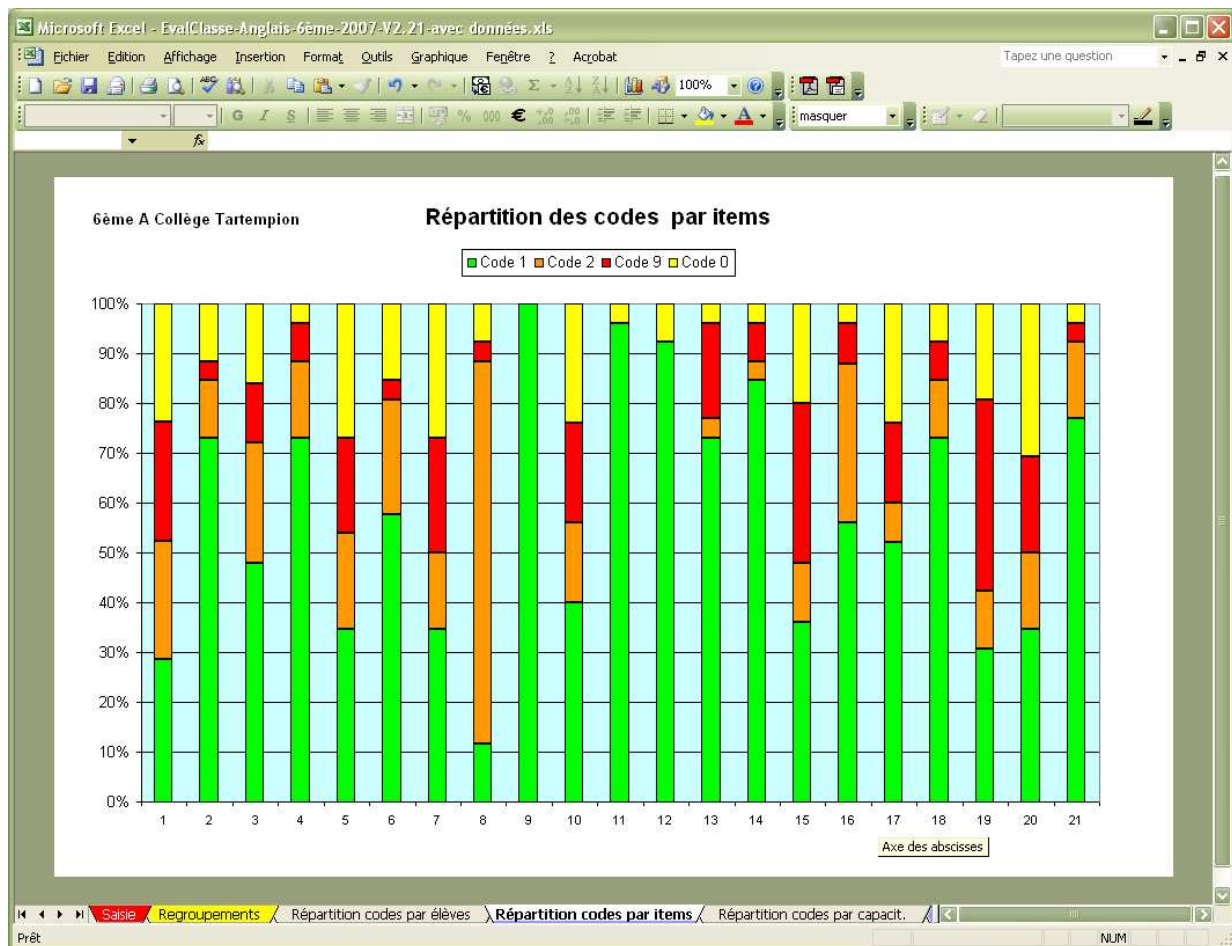 Microsoft Excel - EvalClasse-Anglais-6ème-2007-V2.21-avec données.xls
Fichier Edition Affichage Insertion Format Outils Graphique Fenêtre ? Acrobat Tapez une question
100%
G I S % 000 € masquer
fx
6ème A Collège Tartempion Répartition des codes par items
Code 1 Code 2 Code 9 Code 0
100%
90%
80%
70%
60%
50%
40%
30%
20%
10%
0%
1 2 3 4 5 6 7 8 9 10 11 12 13 14 15 16 17 18 19 20 21
Axe des abscisses
Saisie Regroupements Répartition codes par élèves Répartition codes par items Répartition codes par capacit.
Prêt NUM